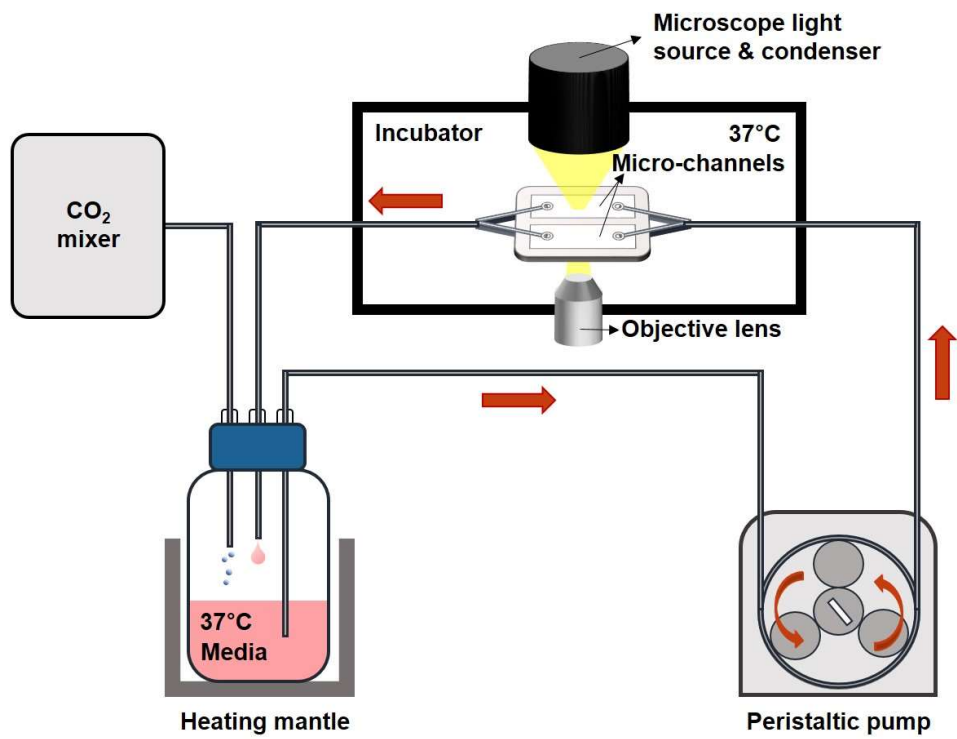 Microscope light
source & condenser
Incubator
37°C
Micro-channels
CO₂
mixer
Objective lens
37°C
Media
Heating mantle
Peristaltic pump